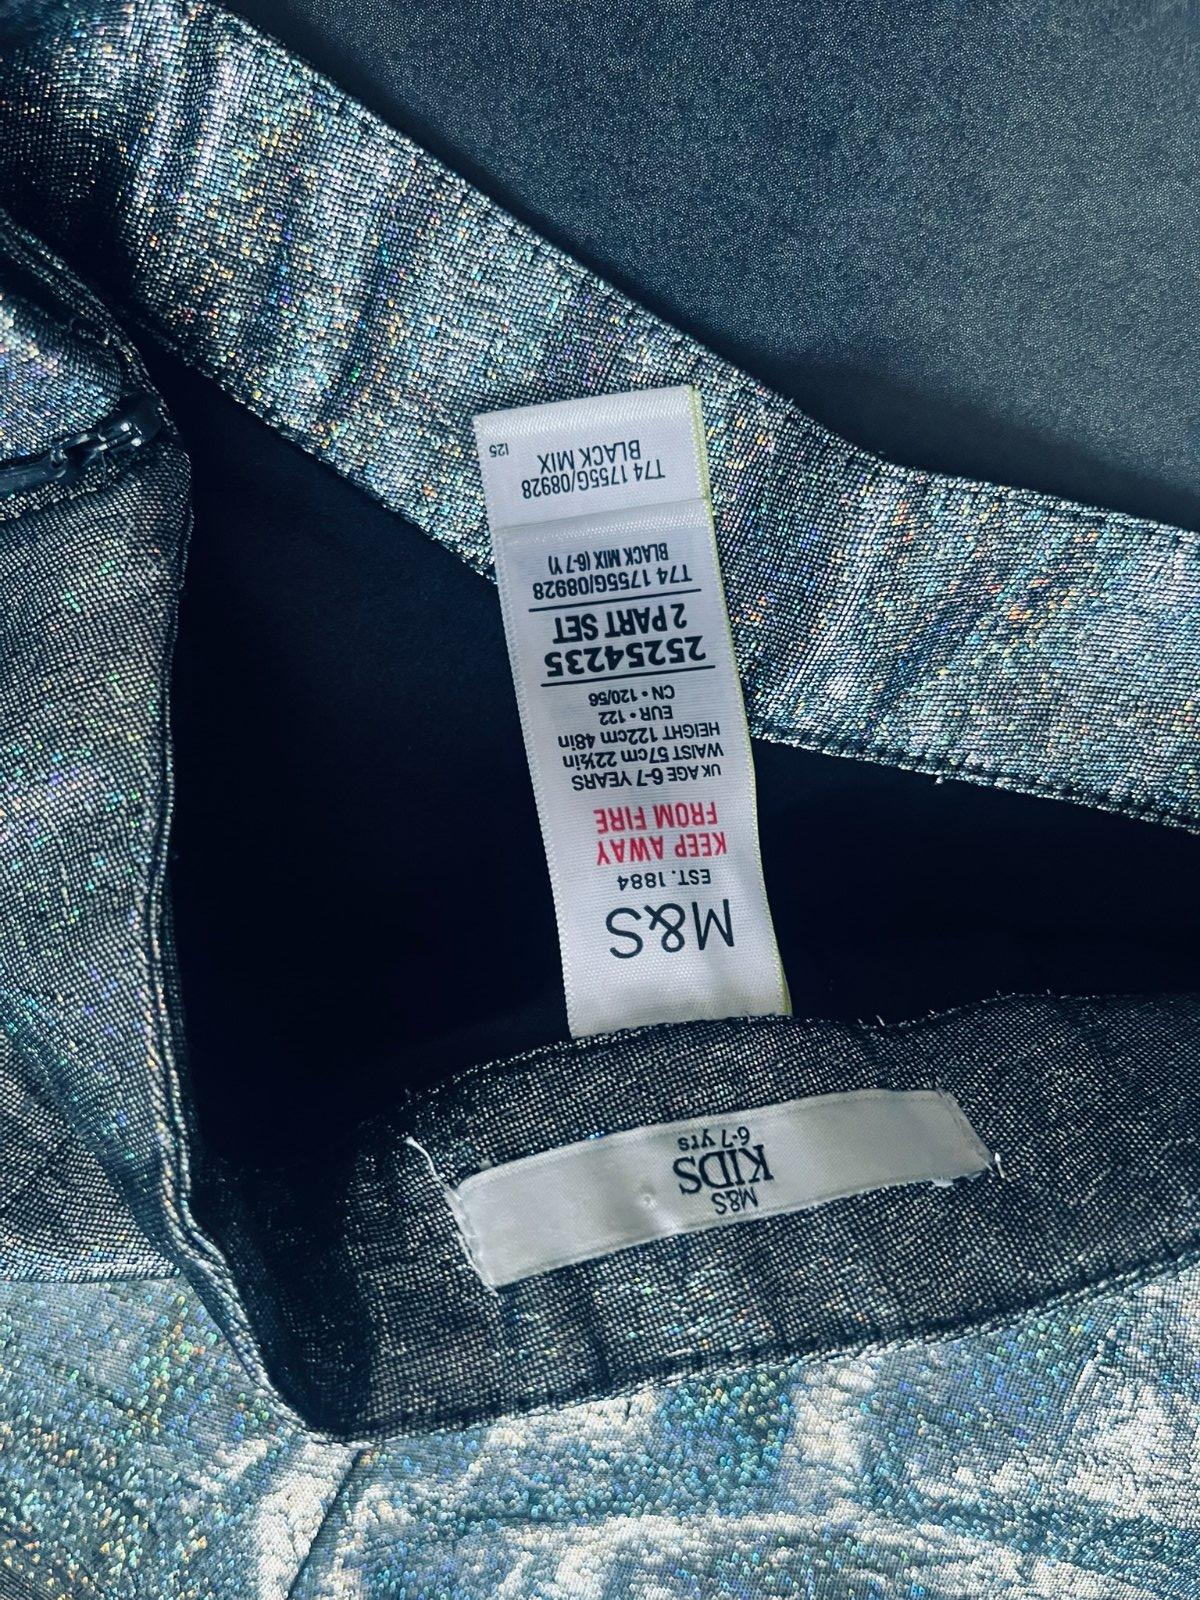 M&S
KIDS
6-7 yrs
M&S
EST. 1884
KEEP AWAY
FROM FIRE
UK AGE 6-7 YEARS
WAIST 57cm 22½in
HEIGHT 122cm 48in
EUR • 122
CN • 120/56
25254235
2 PART SET
T74 1755G/08928
BLACK MIX (6-7 Y)
T74 1755G/08928
BLACK MIX
I25